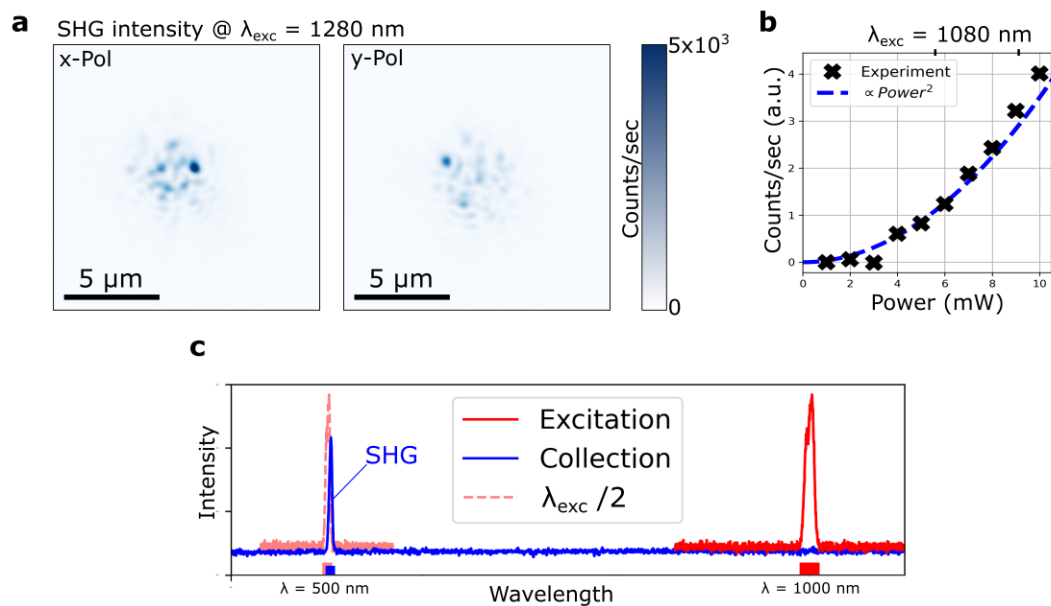 a
SHG intensity @ λexc = 1280 nm
x-Pol
5 μm
y-Pol
5 μm
5x10³
Counts/sec
0
b
λexc = 1080 nm
Experiment
∝ Power²
Counts/sec (a.u.)
4
3
2
1
0
0 2 4 6 8 10
Power (mW)
c
Intensity
SHG
Excitation
Collection
λexc /2
λ = 500 nm
Wavelength
λ = 1000 nm